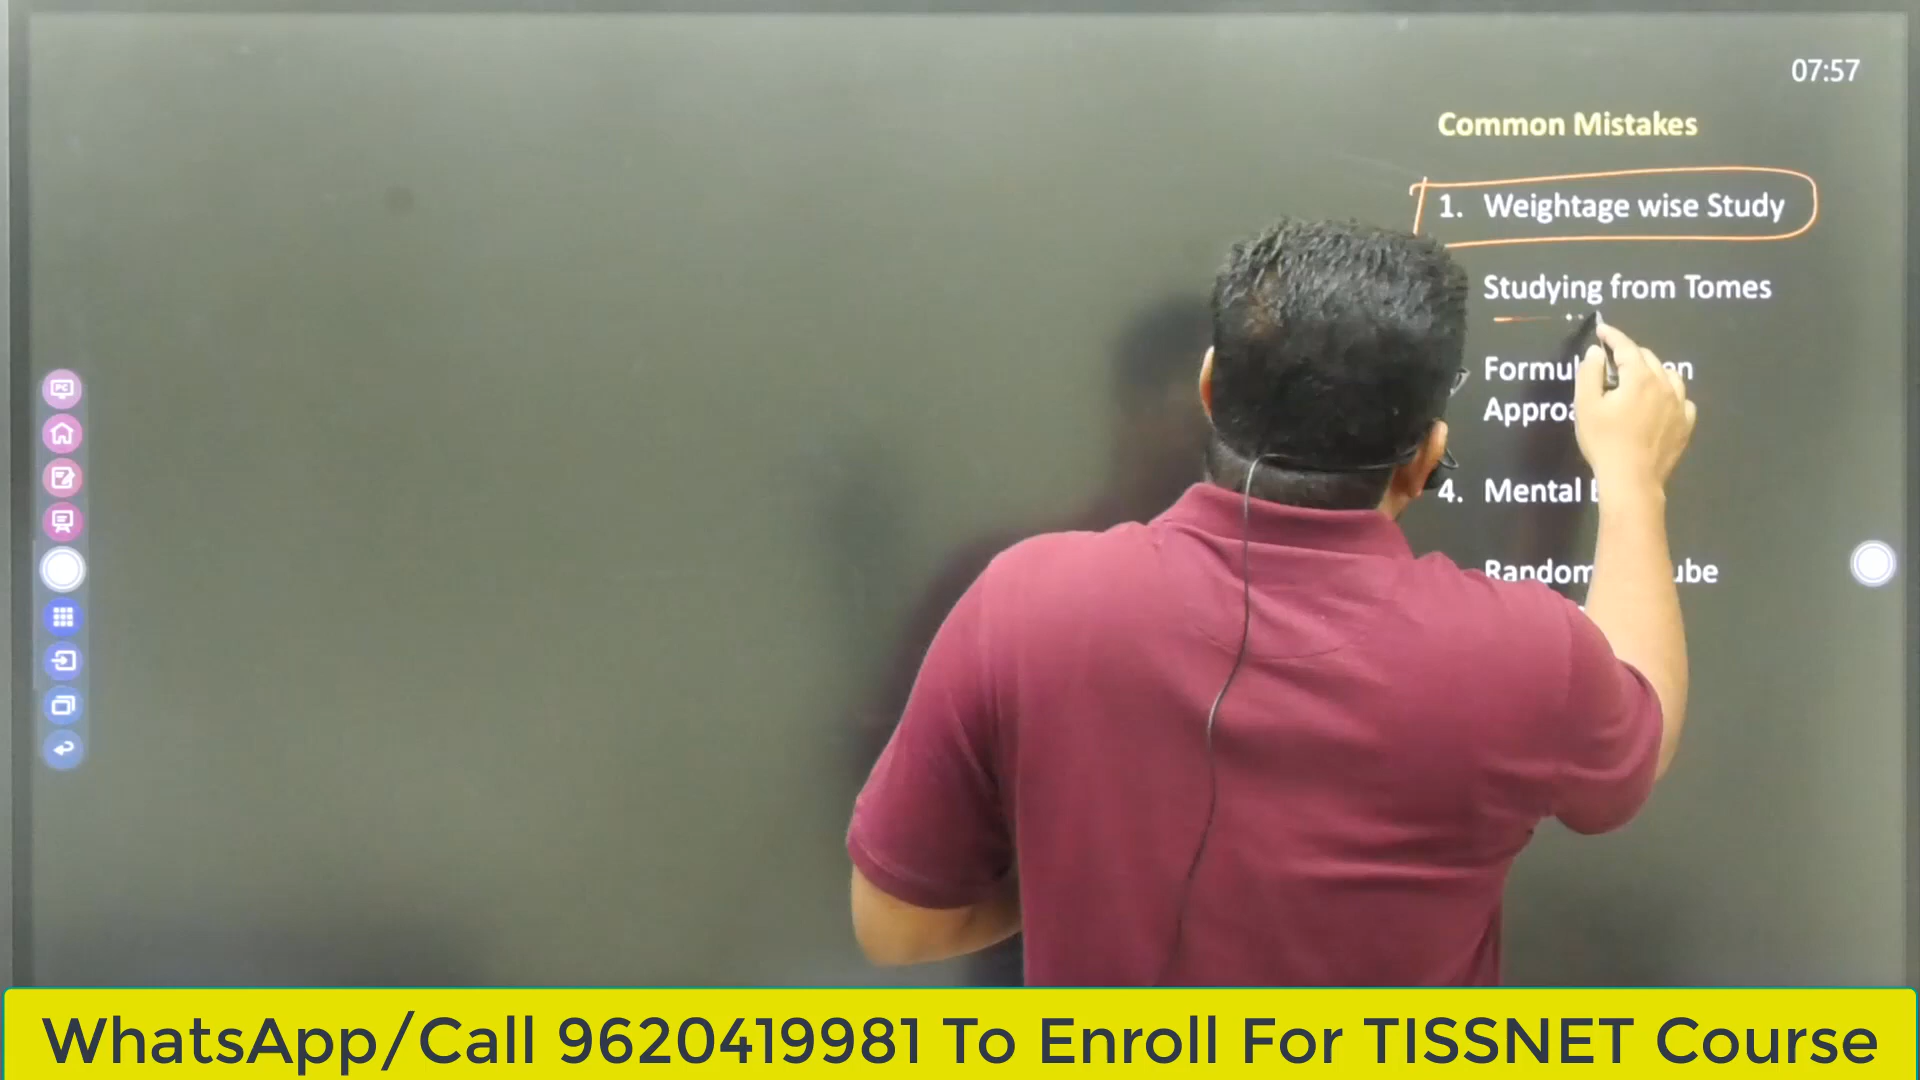 07:57
Common Mistakes
1. Weightage wise Study
Studying from Tomes
4. Mental
WhatsApp/Call 9620419981 To Enroll For TISSNET Course